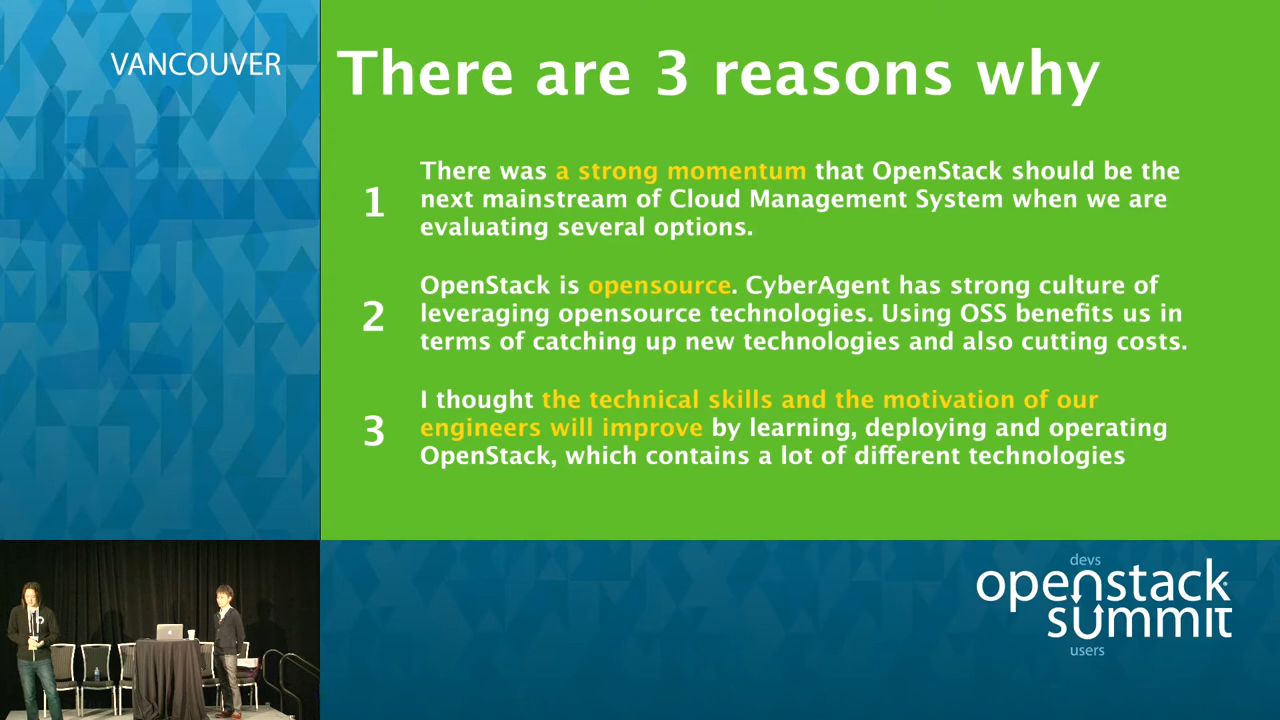 VANCOUVER
There are 3 reasons why
1
There was a strong momentum that OpenStack should be the
next mainstream of Cloud Management System when we are
evaluating several options.
2
OpenStack is opensource. CyberAgent has strong culture of
leveraging opensource technologies. Using OSS benefits us in
terms of catching up new technologies and also cutting costs.
3
I thought the technical skills and the motivation of our
engineers will improve by learning, deploying and operating
OpenStack, which contains a lot of different technologies
devs
openstack
summit
users